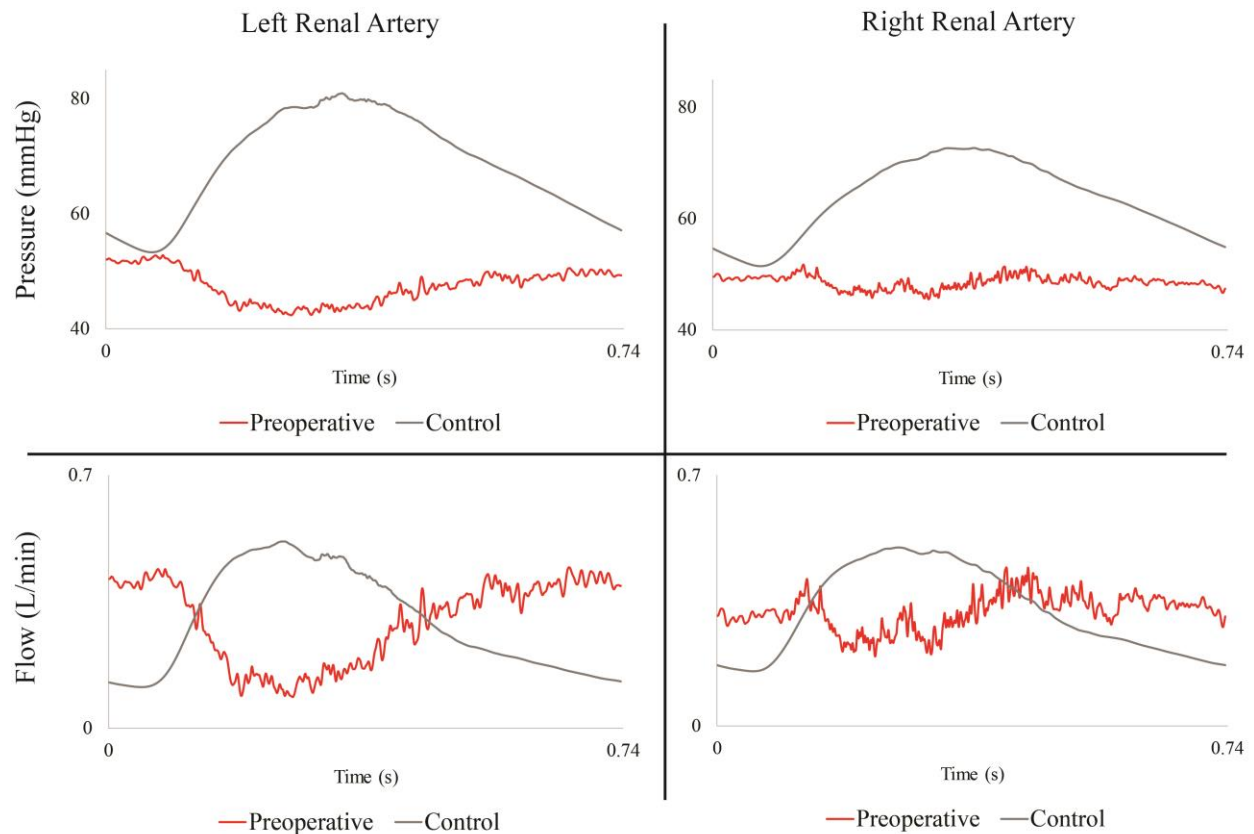 Left Renal Artery
Right Renal Artery
Pressure (mmHg)
80
60
40
0
0.74
Time (s)
Preoperative Control
80
60
40
0
0.74
Time (s)
Preoperative Control
Flow (L/min)
0.7
0
0
0.74
Time (s)
Preoperative Control
0.7
0
0
0.74
Time (s)
Preoperative Control